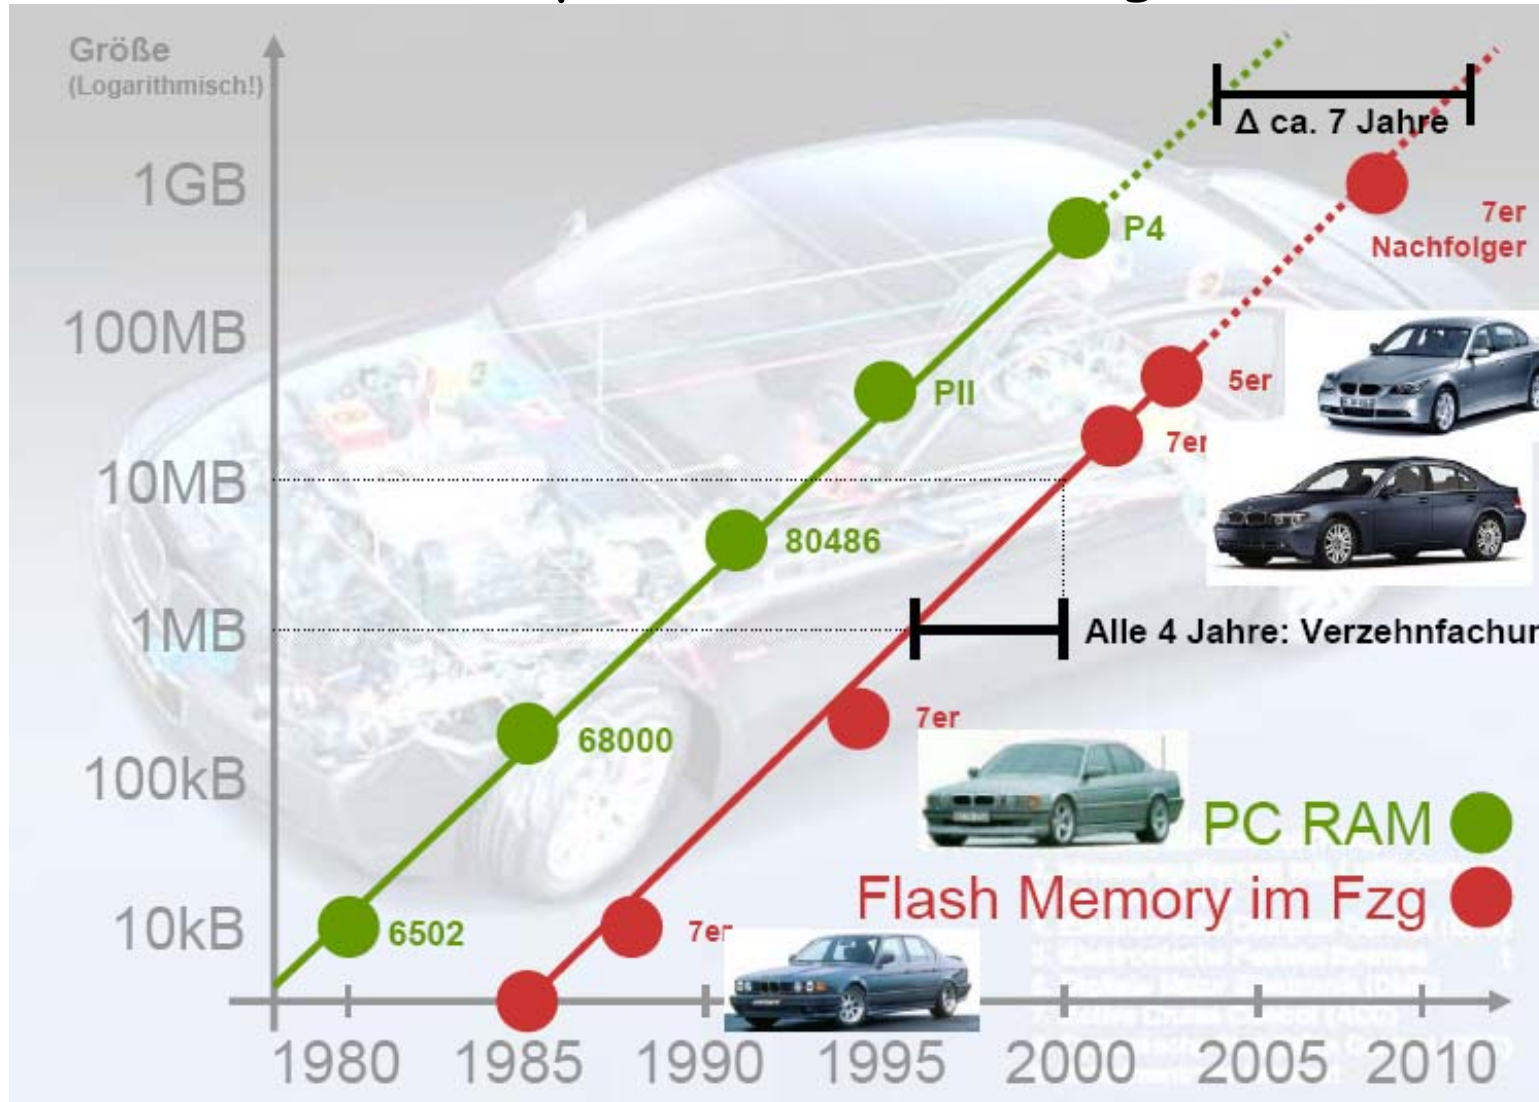 Größe
(Logarithmisch!)
Δ ca. 7 Jahre
1GB
7er
Nachfolger
P4
100MB
5er
PII
7er
10MB
80486
1MB
Alle 4 Jahre: Verzehnfachun
7er
68000
100kB
PC RAM
Flash Memory im Fzg
10kB
6502
7er
1980 1985 1990 1995 2000 2005 2010